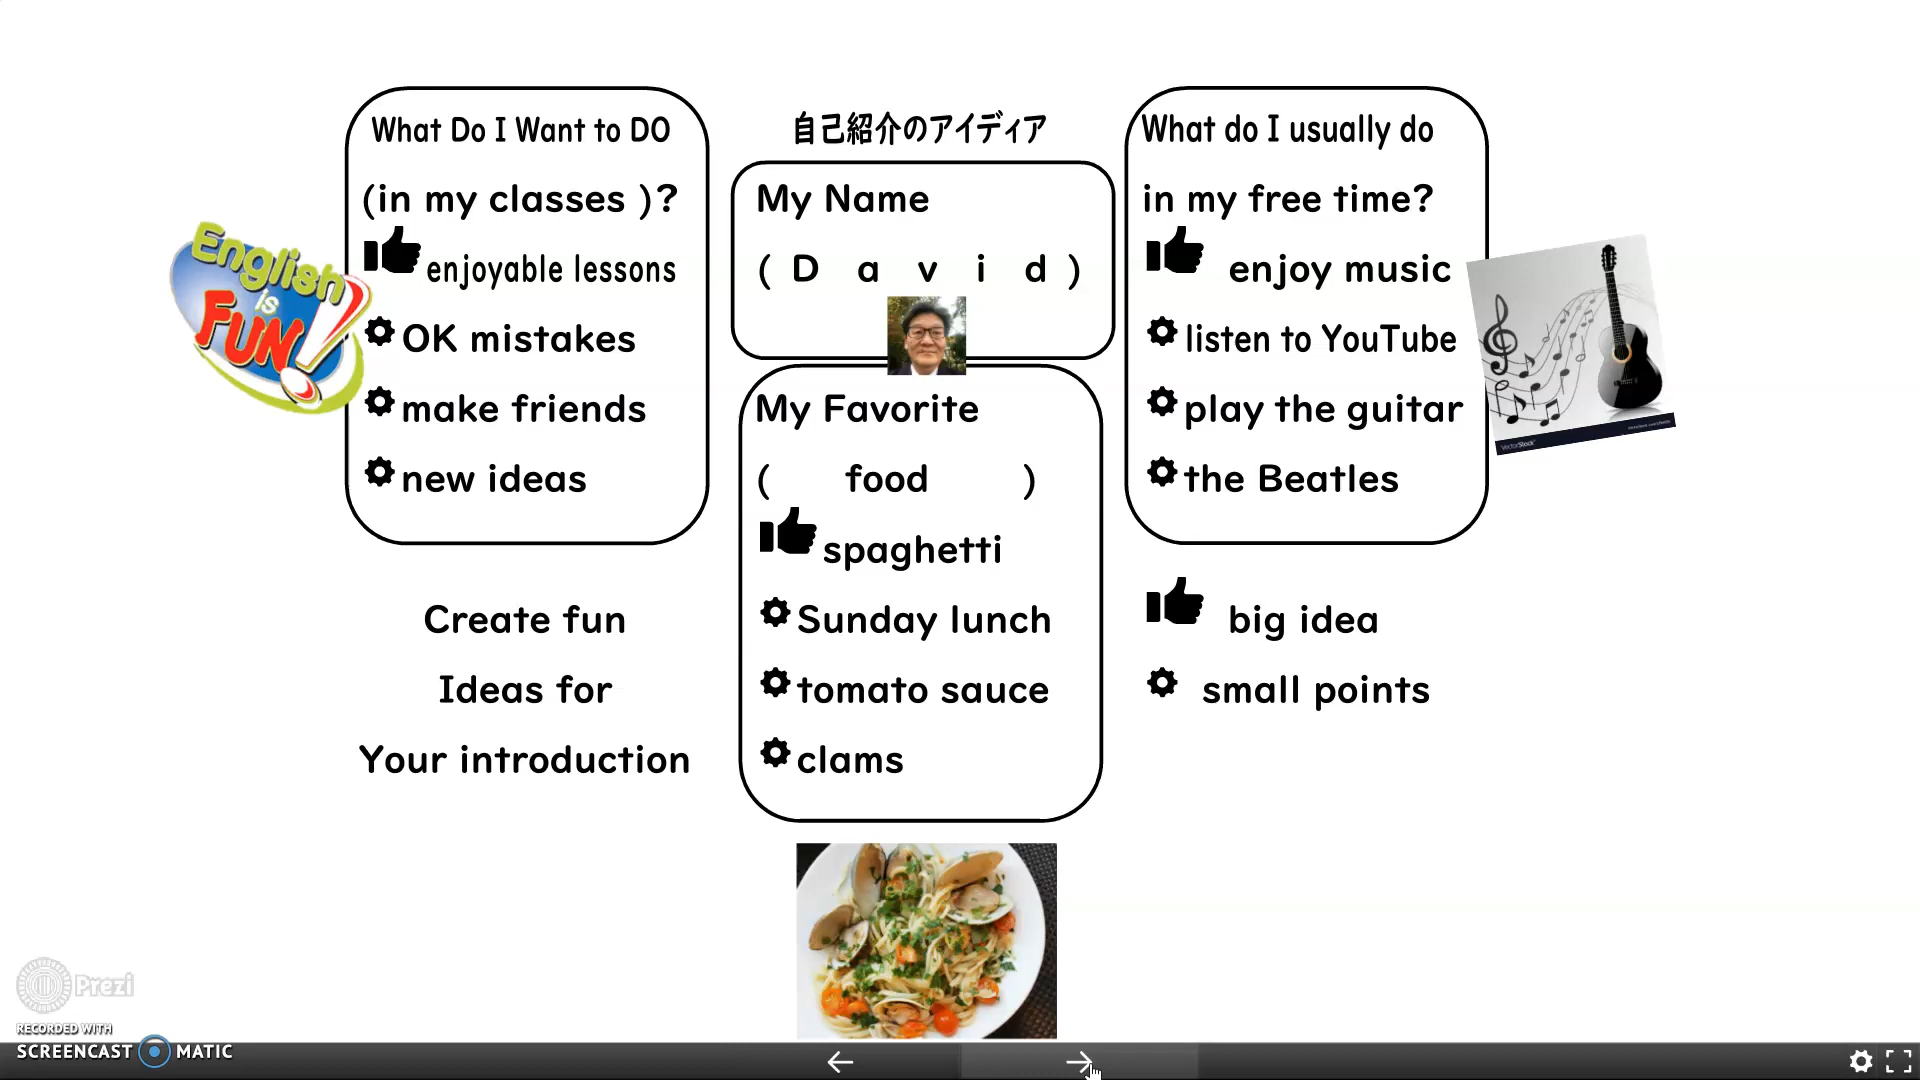 What Do I Want to DO
(in my classes )?
enjoyable lessons
OK mistakes
make friends
new ideas
English
is
FUN!
自己紹介のアイディア
My Name
( D a v i d )
My Favorite
( food )
spaghetti
Sunday lunch
tomato sauce
clams
What do I usually do
in my free time?
enjoy music
listen to YouTube
play the guitar
the Beatles
VectorStock
Create fun
Ideas for
Your introduction
big idea
small points
Prezi
RECORDED WITH
SCREENCAST MATIC